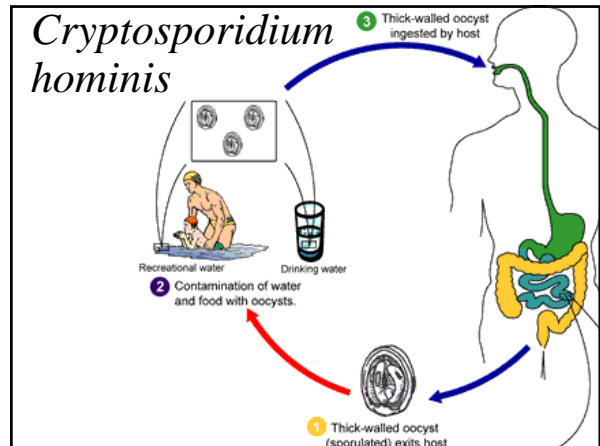 Cryptosporidium
hominis
3 Thick-walled oocyst
ingested by host
Recreational water
Drinking water
2 Contamination of water
and food with oocysts.
1 Thick-walled oocyst
(sporulated) exits host